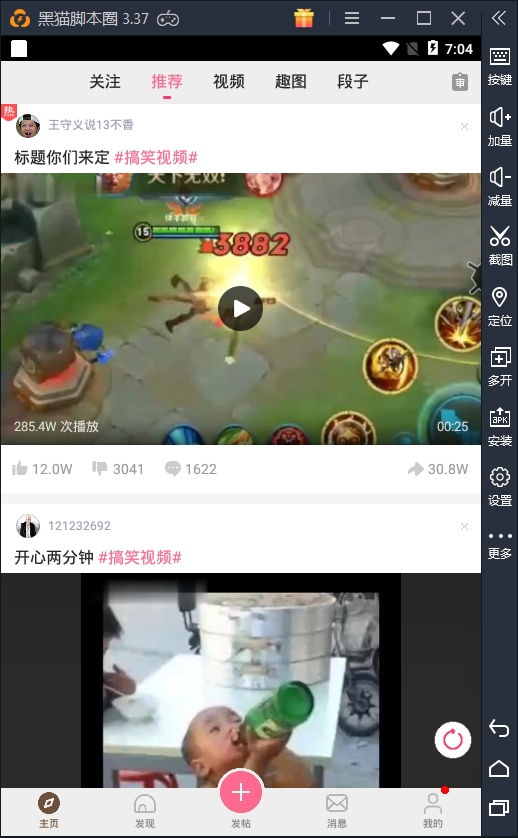 黑猫脚本圈 3.37
7:04
关注 推荐 视频 趣图 段子 审
热
王守义说13不香
标题你们来定 #搞笑视频#
天下无双!
15
3882
285.4W 次播放 00:25
12.0W 3041 1622 30.8W
121232692
开心两分钟 #搞笑视频#
主页 发现 发帖 消息 我的
按键
加量
减量
截图
定位
多开
APK
安装
设置
更多